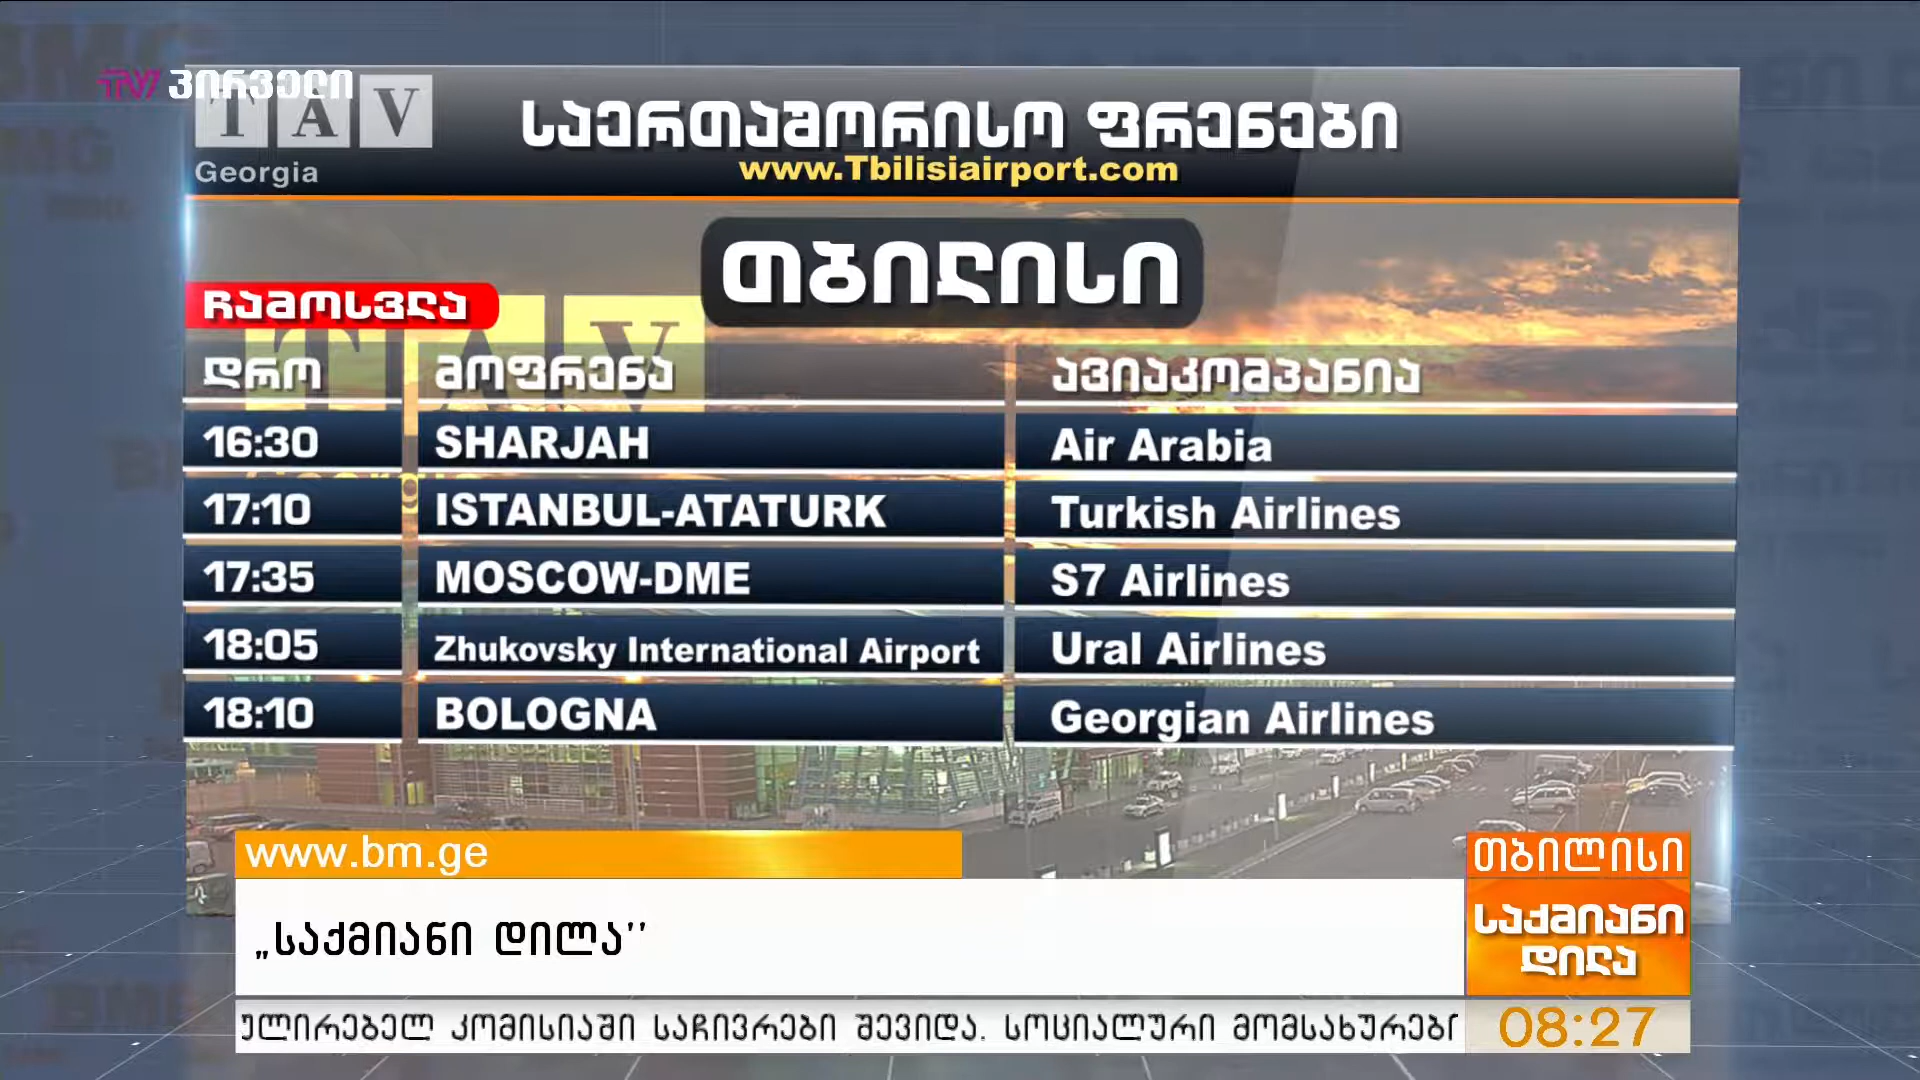 TV პირველი
TAV
Georgia
საერთაშორისო ფრენები
www.Tbilisiairport.com
თბილისი
ჩამოსვლა
TAV
დრო მოფრენა ავიაკომპანია
16:30 SHARJAH Air Arabia
17:10 ISTANBUL-ATATURK Turkish Airlines
17:35 MOSCOW-DME S7 Airlines
18:05 Zhukovsky International Airport Ural Airlines
18:10 BOLOGNA Georgian Airlines
www.bm.ge
თბილისი
„საქმიანი დილა’’
საქმიანი
დილა
ულირებელ კომისიაში საჩივრები შევიდა. სოციალური მომსახურები
08:27